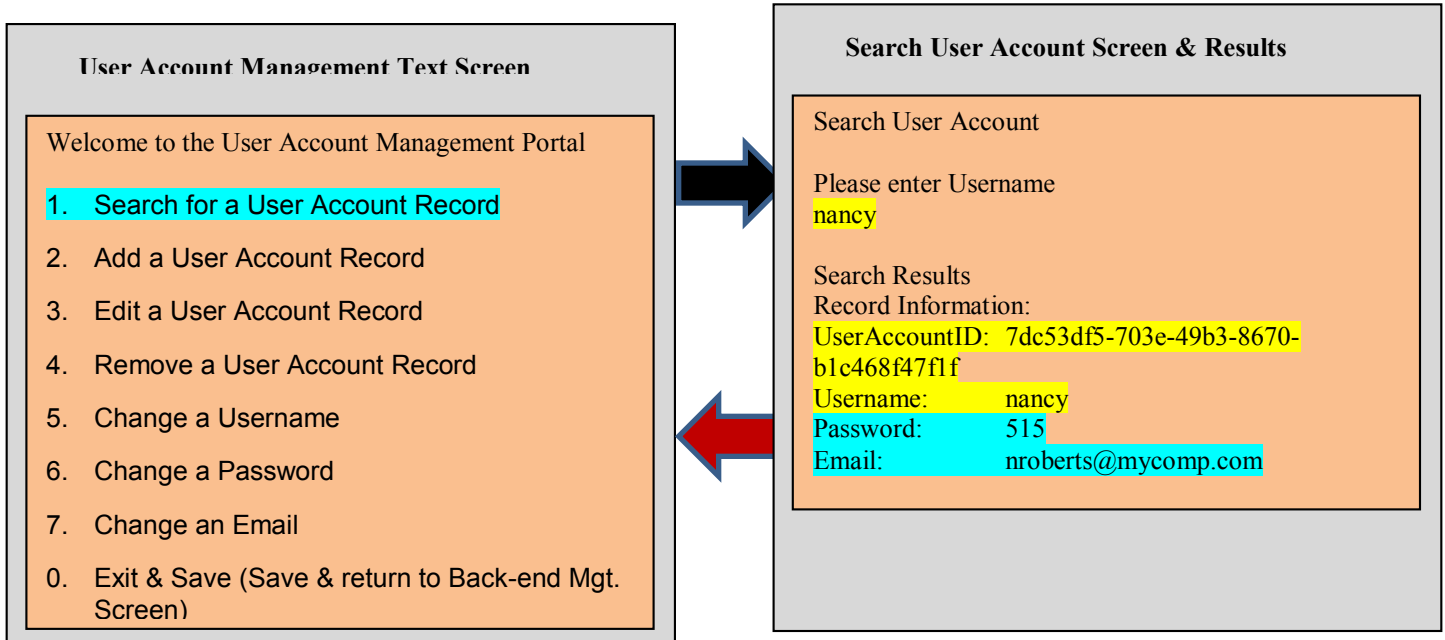 User Account Management Text Screen
Welcome to the User Account Management Portal
1. Search for a User Account Record
2. Add a User Account Record
3. Edit a User Account Record
4. Remove a User Account Record
5. Change a Username
6. Change a Password
7. Change an Email
0. Exit & Save (Save & return to Back-end Mgt.
Screen)
Search User Account Screen & Results
Search User Account
Please enter Username
nancy
Search Results
Record Information:
UserAccountID: 7dc53df5-703e-49b3-8670-
b1c468f47f1f
Username: nancy
Password: 515
Email: nroberts@mycomp.com